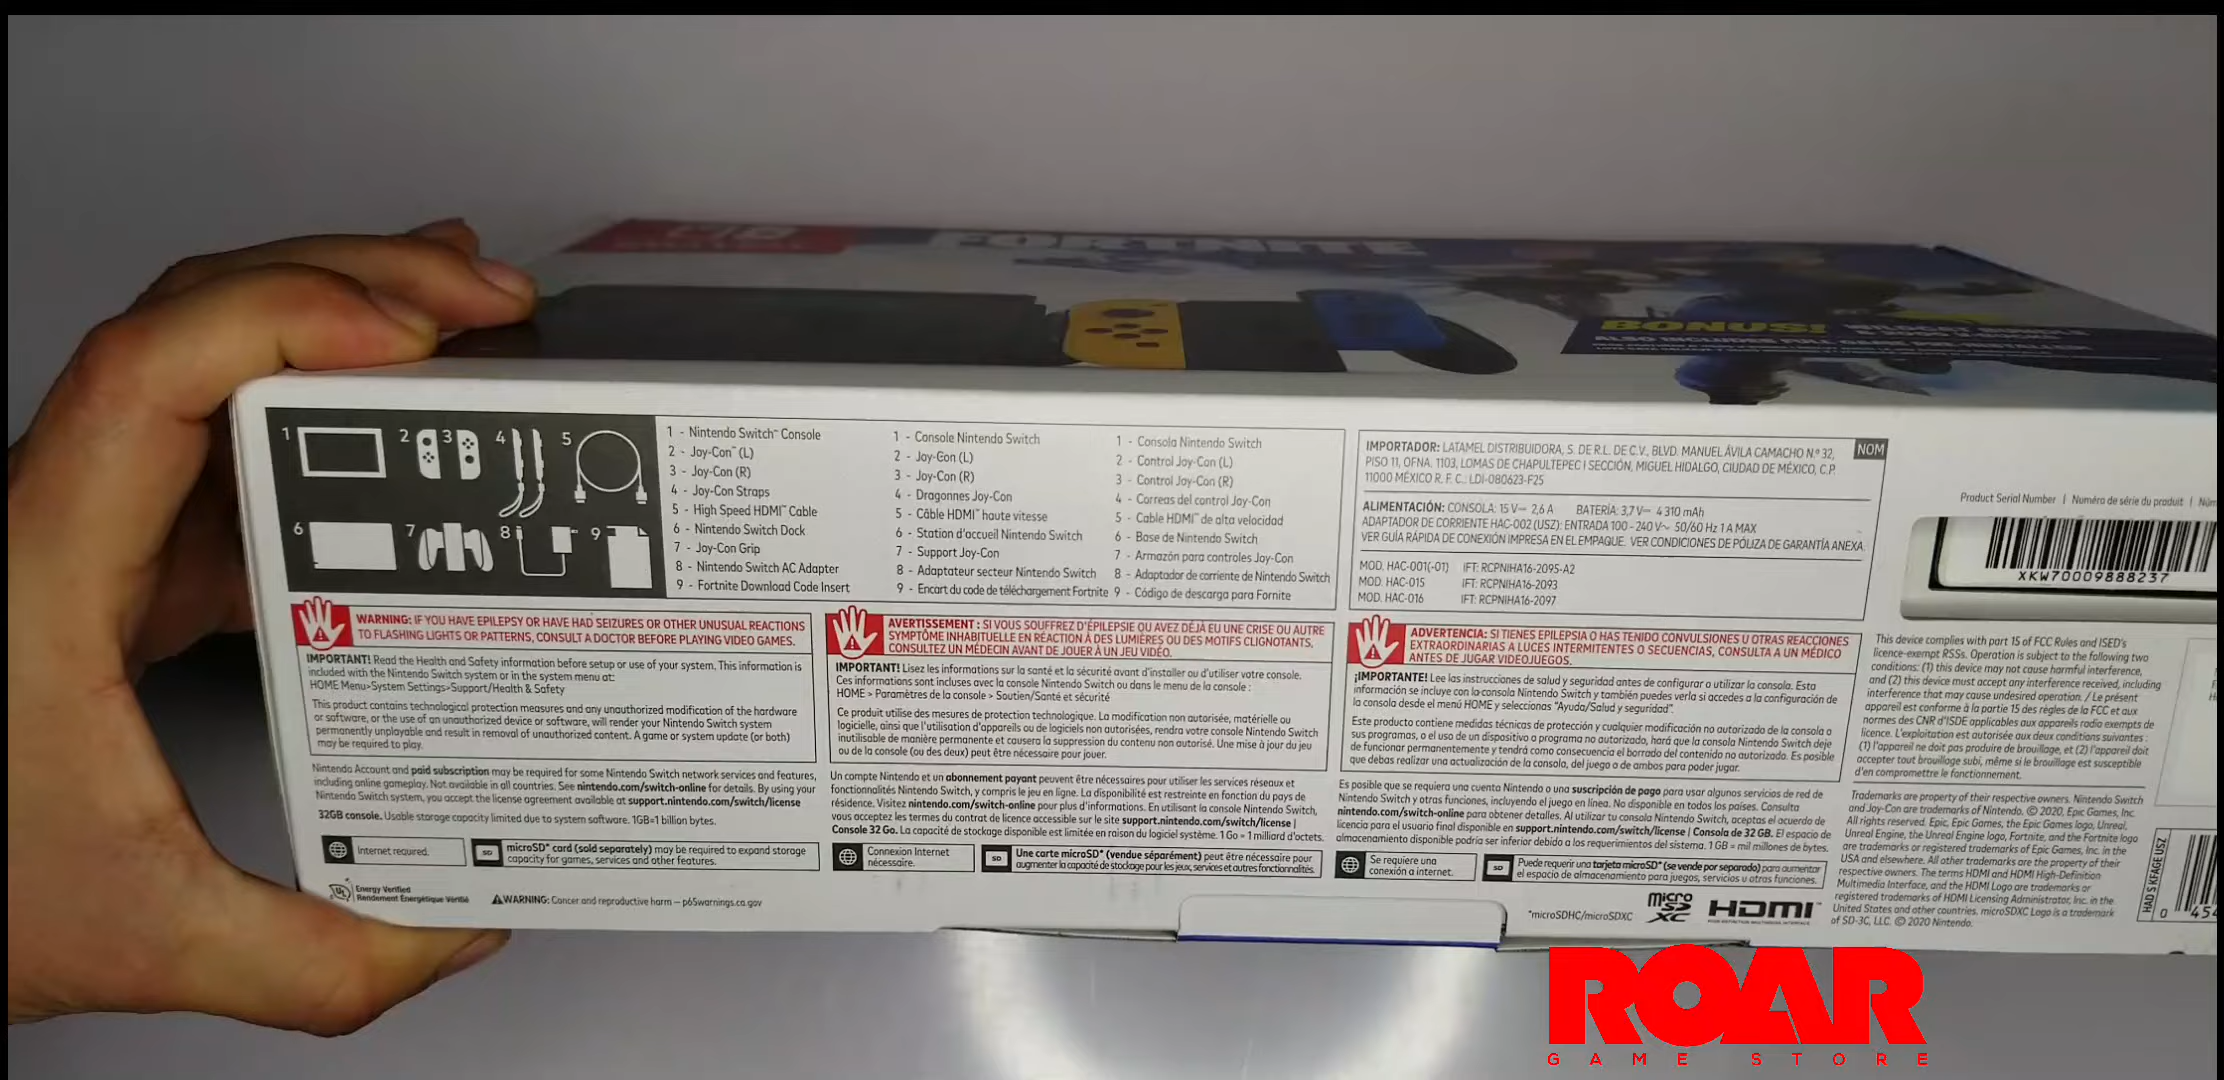 FORTNITE
BONUS!
1 2 3 4 5
6 7 8 9
1 - Nintendo Switch™ Console
2 - Joy-Con™ (L)
3 - Joy-Con (R)
4 - Joy-Con Straps
5 - High Speed HDMI™ Cable
6 - Nintendo Switch Dock
7 - Joy-Con Grip
8 - Nintendo Switch AC Adapter
9 - Fortnite Download Code Insert
1 - Console Nintendo Switch
2 - Joy-Con (L)
3 - Joy-Con (R)
4 - Dragonnes Joy-Con
5 - Câble HDMI™ haute vitesse
6 - Station d'accueil Nintendo Switch
7 - Support Joy-Con
8 - Adaptateur secteur Nintendo Switch
9 - Encart du code de téléchargement Fortnite
1 - Consola Nintendo Switch
2 - Control Joy-Con (L)
3 - Control Joy-Con (R)
4 - Correas del control Joy-Con
5 - Cable HDMI™ de alta velocidad
6 - Base de Nintendo Switch
7 - Armazón para controles Joy-Con
8 - Adaptador de corriente de Nintendo Switch
9 - Código de descarga para Fornite
IMPORTADOR: LATAMEL DISTRIBUIDORA, S. DE R.L. DE C.V., BLVD. MANUEL ÁVILA CAMACHO N.º 32,
PISO 11, OFNA. 1103, LOMAS DE CHAPULTEPEC I SECCIÓN, MIGUEL HIDALGO, CIUDAD DE MÉXICO, C.P.
11000 MÉXICO R. F. C.: LDI-080623-F25
NOM
ALIMENTACIÓN: CONSOLA: 15 V⎓ 2,6 A BATERÍA: 3,7 V⎓ 4 310 mAh
ADAPTADOR DE CORRIENTE HAC-002 (USZ): ENTRADA 100 - 240 V~ 50/60 Hz 1 A MAX
VER GUÍA RÁPIDA DE CONEXIÓN IMPRESA EN EL EMPAQUE. VER CONDICIONES DE PÓLIZA DE GARANTÍA ANEXA.
MOD. HAC-001(-01) IFT: RCPNIHA16-2095-A2
MOD. HAC-015 IFT: RCPNIHA16-2093
MOD. HAC-016 IFT: RCPNIHA16-2097
Product Serial Number | Numéro de série du produit |
XKW70009888237
WARNING: IF YOU HAVE EPILEPSY OR HAVE HAD SEIZURES OR OTHER UNUSUAL REACTIONS
TO FLASHING LIGHTS OR PATTERNS, CONSULT A DOCTOR BEFORE PLAYING VIDEO GAMES.
IMPORTANT! Read the Health and Safety information before setup or use of your system. This information is
included with the Nintendo Switch system or in the system menu at:
HOME Menu>System Settings>Support/Health & Safety
This product contains technological protection measures and any unauthorized modification of the hardware
or software, or the use of an unauthorized device or software, will render your Nintendo Switch system
permanently unplayable and result in removal of unauthorized content. A game or system update (or both)
may be required to play.
Nintendo Account and paid subscription may be required for some Nintendo Switch network services and features,
including online gameplay. Not available in all countries. See nintendo.com/switch-online for details. By using your
Nintendo Switch system, you accept the license agreement available at support.nintendo.com/switch/license
32GB console. Usable storage capacity limited due to system software. 1GB=1 billion bytes.
Internet required.
microSD* card (sold separately) may be required to expand storage
capacity for games, services and other features.
Energy Verified
Rendement Énergétique Vérifié
WARNING: Cancer and reproductive harm – p65warnings.ca.gov
AVERTISSEMENT : SI VOUS SOUFFREZ D'ÉPILEPSIE OU AVEZ DÉJÀ EU UNE CRISE OU AUTRE
SYMPTÔME INHABITUELLE EN RÉACTION À DES LUMIÈRES OU DES MOTIFS CLIGNOTANTS,
CONSULTEZ UN MÉDECIN AVANT DE JOUER À UN JEU VIDÉO.
IMPORTANT! Lisez les informations sur la santé et la sécurité avant d'installer ou d'utiliser votre console.
Ces informations sont incluses avec la console Nintendo Switch ou dans le menu de la console :
HOME > Paramètres de la console > Soutien/Santé et sécurité
Ce produit utilise des mesures de protection technologique. La modification non autorisée, matérielle ou
logicielle, ainsi que l'utilisation d'appareils ou de logiciels non autorisés, rendra votre console Nintendo Switch
inutilisable de manière permanente et causera la suppression du contenu non autorisé. Une mise à jour du jeu
ou de la console (ou des deux) peut être nécessaire pour jouer.
Un compte Nintendo et un abonnement payant peuvent être nécessaires pour utiliser les services réseaux et
fonctionnalités Nintendo Switch, y compris le jeu en ligne. La disponibilité est restreinte en fonction du pays de
résidence. Visitez nintendo.com/switch-online pour plus d'informations. En utilisant la console Nintendo Switch,
vous acceptez les termes du contrat de licence accessible sur le site support.nintendo.com/switch/license |
Console 32 Go. La capacité de stockage disponible est limitée en raison du logiciel système. 1 Go = 1 milliard d'octets.
Connexion Internet
nécessaire.
Une carte microSD* (vendue séparément) peut être nécessaire pour
augmenter la capacité de stockage pour les jeux, services et autres fonctionnalités.
ADVERTENCIA: SI TIENES EPILEPSIA O HAS TENIDO CONVULSIONES U OTRAS REACCIONES
EXTRAORDINARIAS A LUCES INTERMITENTES O SECUENCIAS, CONSULTA A UN MÉDICO
ANTES DE JUGAR VIDEOJUEGOS.
¡IMPORTANTE! Lee las instrucciones de salud y seguridad antes de configurar o utilizar la consola. Esta
información se incluye con la consola Nintendo Switch y también puedes verla si accedes a la configuración de
la consola desde el menú HOME y seleccionas "Ayuda/Salud y seguridad".
Este producto contiene medidas técnicas de protección y cualquier modificación no autorizada de la consola o
sus programas, o el uso de un dispositivo o programa no autorizado, hará que la consola Nintendo Switch deje
de funcionar permanentemente y tendrá como consecuencia el borrado del contenido no autorizado. Es posible
que debas realizar una actualización de la consola, del juego o de ambos para poder jugar.
Es posible que se requiera una cuenta Nintendo o una suscripción de pago para usar algunos servicios de red de
Nintendo Switch y otras funciones, incluyendo el juego en línea. No disponible en todos los países. Consulta
nintendo.com/switch-online para obtener detalles. Al utilizar tu consola Nintendo Switch, aceptas el acuerdo de
licencia para el usuario final disponible en support.nintendo.com/switch/license | Consola de 32 GB. El espacio de
almacenamiento disponible podría ser inferior debido a los requerimientos del sistema. 1 GB = mil millones de bytes.
Se requiere una
conexión a internet.
Puede requerir una tarjeta microSD* (se vende por separado) para aumentar
el espacio de almacenamiento para juegos, servicios u otras funciones.
*microSDHC/microSDXC
micro SD XC
HDMI™
This device complies with part 15 of FCC Rules and ISED's
licence-exempt RSSs. Operation is subject to the following two
conditions: (1) this device may not cause harmful interference,
and (2) this device must accept any interference received, including
interference that may cause undesired operation. / Le présent
appareil est conforme à la partie 15 des règles de la FCC et aux
normes des CNR d'ISDE applicables aux appareils radio exempts de
licence. L'exploitation est autorisée aux deux conditions suivantes :
(1) l'appareil ne doit pas produire de brouillage, et (2) l'appareil doit
accepter tout brouillage subi, même si le brouillage est susceptible
d'en compromettre le fonctionnement.
Trademarks are property of their respective owners. Nintendo Switch
and Joy-Con are trademarks of Nintendo. © 2020, Epic Games, Inc.
All rights reserved. Epic, Epic Games, the Epic Games logo, Unreal,
Unreal Engine, the Unreal Engine logo, Fortnite, and the Fortnite logo
are trademarks or registered trademarks of Epic Games, Inc. in the
USA and elsewhere. All other trademarks are the property of their
respective owners. The terms HDMI and HDMI High-Definition
Multimedia Interface, and the HDMI Logo are trademarks or
registered trademarks of HDMI Licensing Administrator, Inc. in the
United States and other countries. microSDXC Logo is a trademark
of SD-3C, LLC. © 2020 Nintendo.
HAD S KFAGE USZ
0 454
ROAR
GAME STORE